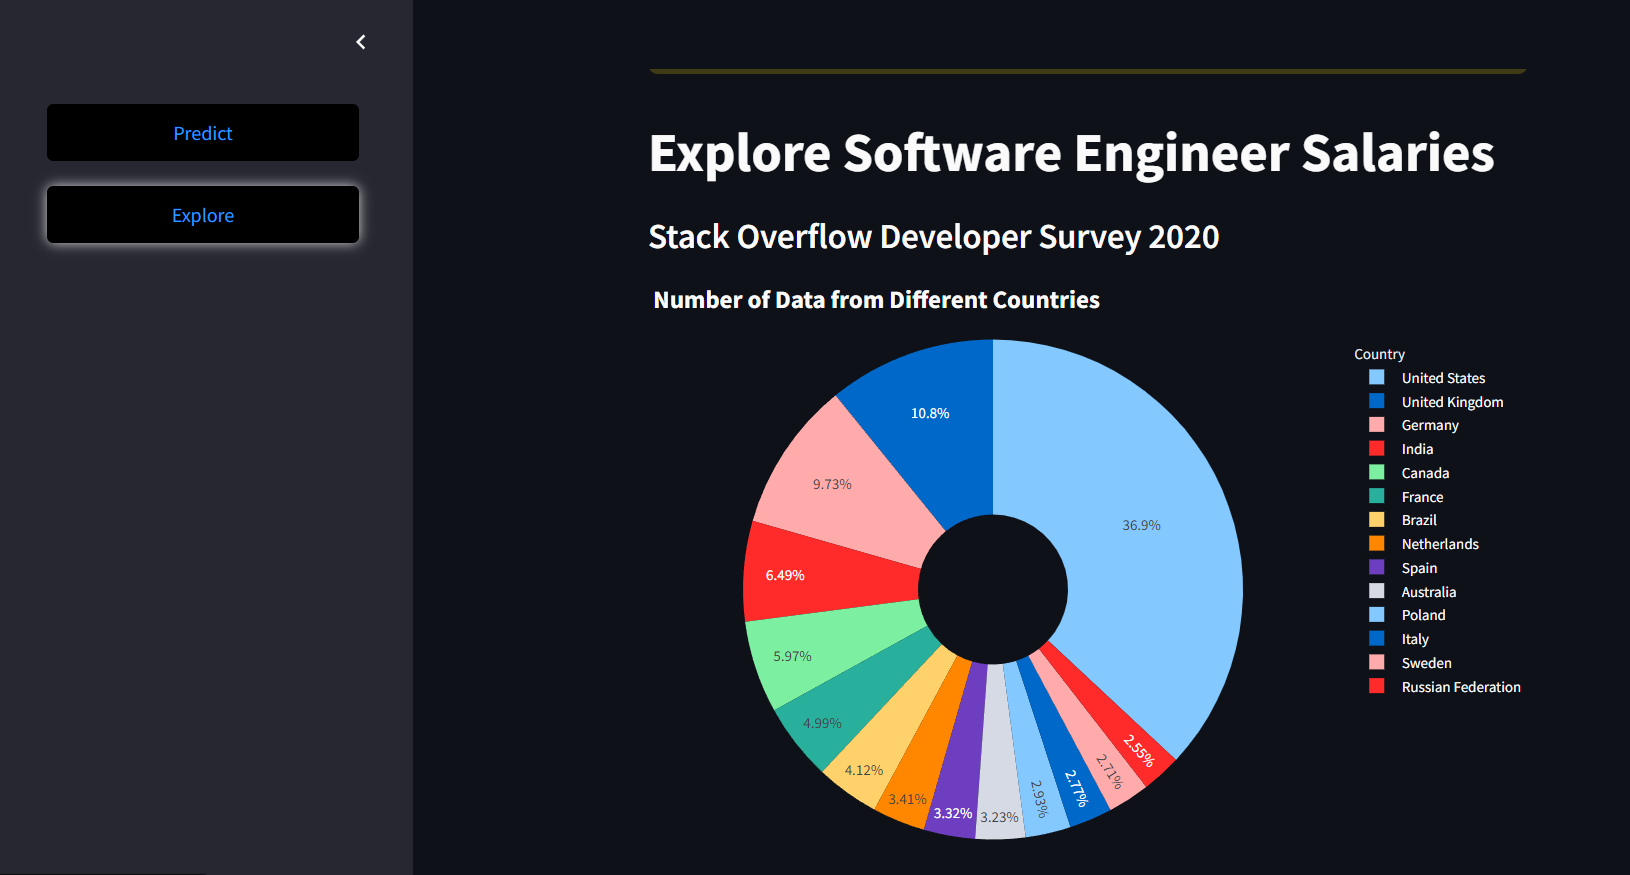 Predict
Explore
Explore Software Engineer Salaries
Stack Overflow Developer Survey 2020
Number of Data from Different Countries
10.8%
36.9%
9.73%
6.49%
5.97%
4.99%
4.12%
3.41%
3.32%
3.23%
2.93%
2.77%
2.71%
2.55%
Country
United States
United Kingdom
Germany
India
Canada
France
Brazil
Netherlands
Spain
Australia
Poland
Italy
Sweden
Russian Federation